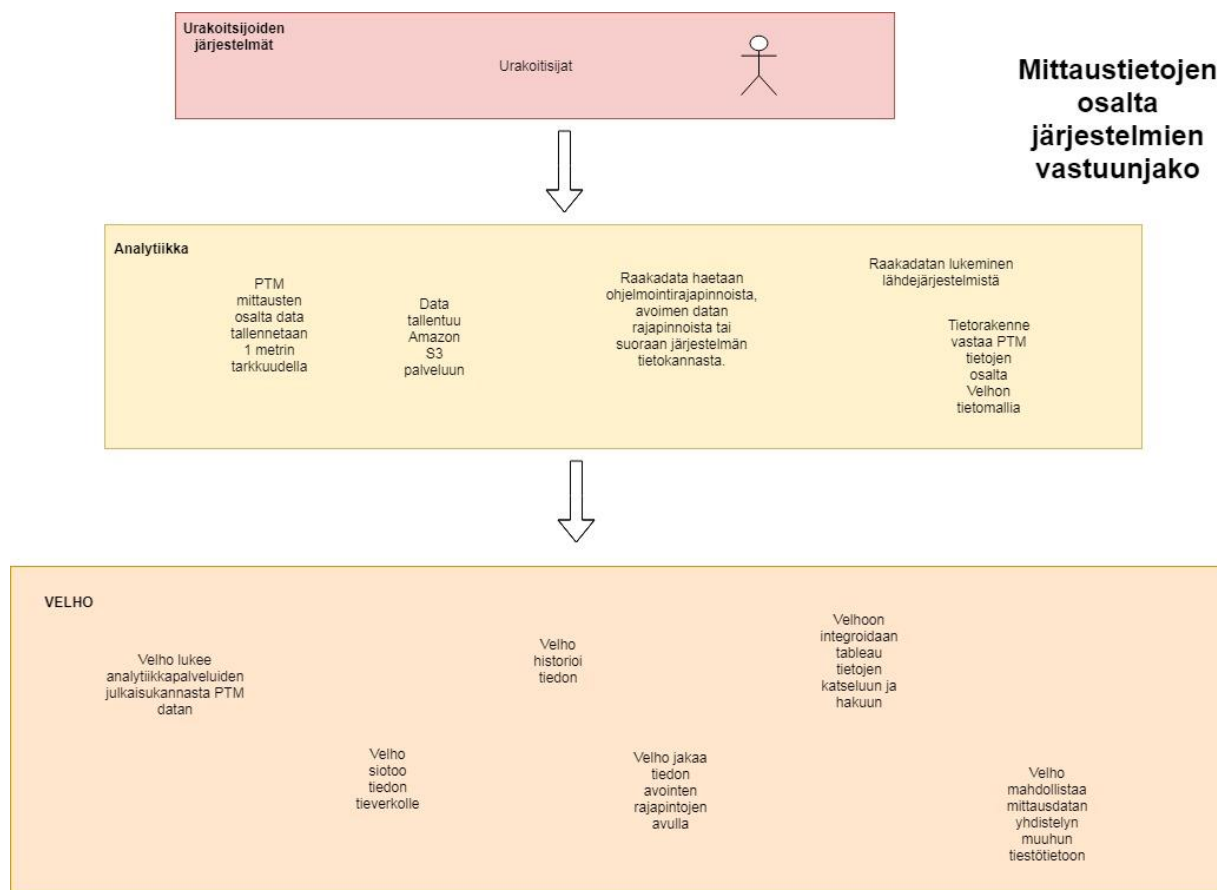 Urakoitsijoiden
järjestelmät
Urakoitisijat
Mittaustietojen
osalta
järjestelmien
vastuunjako
Analytiikka
PTM
mittausten
osalta data
tallennetaan
1 metrin
tarkkuudella
Data
tallentuu
Amazon
S3
palveluun
Raakadata haetaan
ohjelmointirajapinnoista,
avoimen datan
rajapinnoista tai
suoraan järjestelmän
tietokannasta.
Raakadatan lukeminen
lähdejärjestelmistä
Tietorakenne
vastaa PTM
tietojen
osalta
Velhon
tietomallia
VELHO
Velho lukee
analytiikkapalveluiden
julkaisukannasta PTM
datan
Velho
historioi
tiedon
Velhoon
integroidaan
tableau
tietojen
katseluun ja
hakuun
Velho
siotoo
tiedon
tieverkolle
Velho jakaa
tiedon
avointen
rajapintojen
avulla
Velho
mahdollistaa
mittausdatan
yhdistelyn
muuhun
tiestötietoon